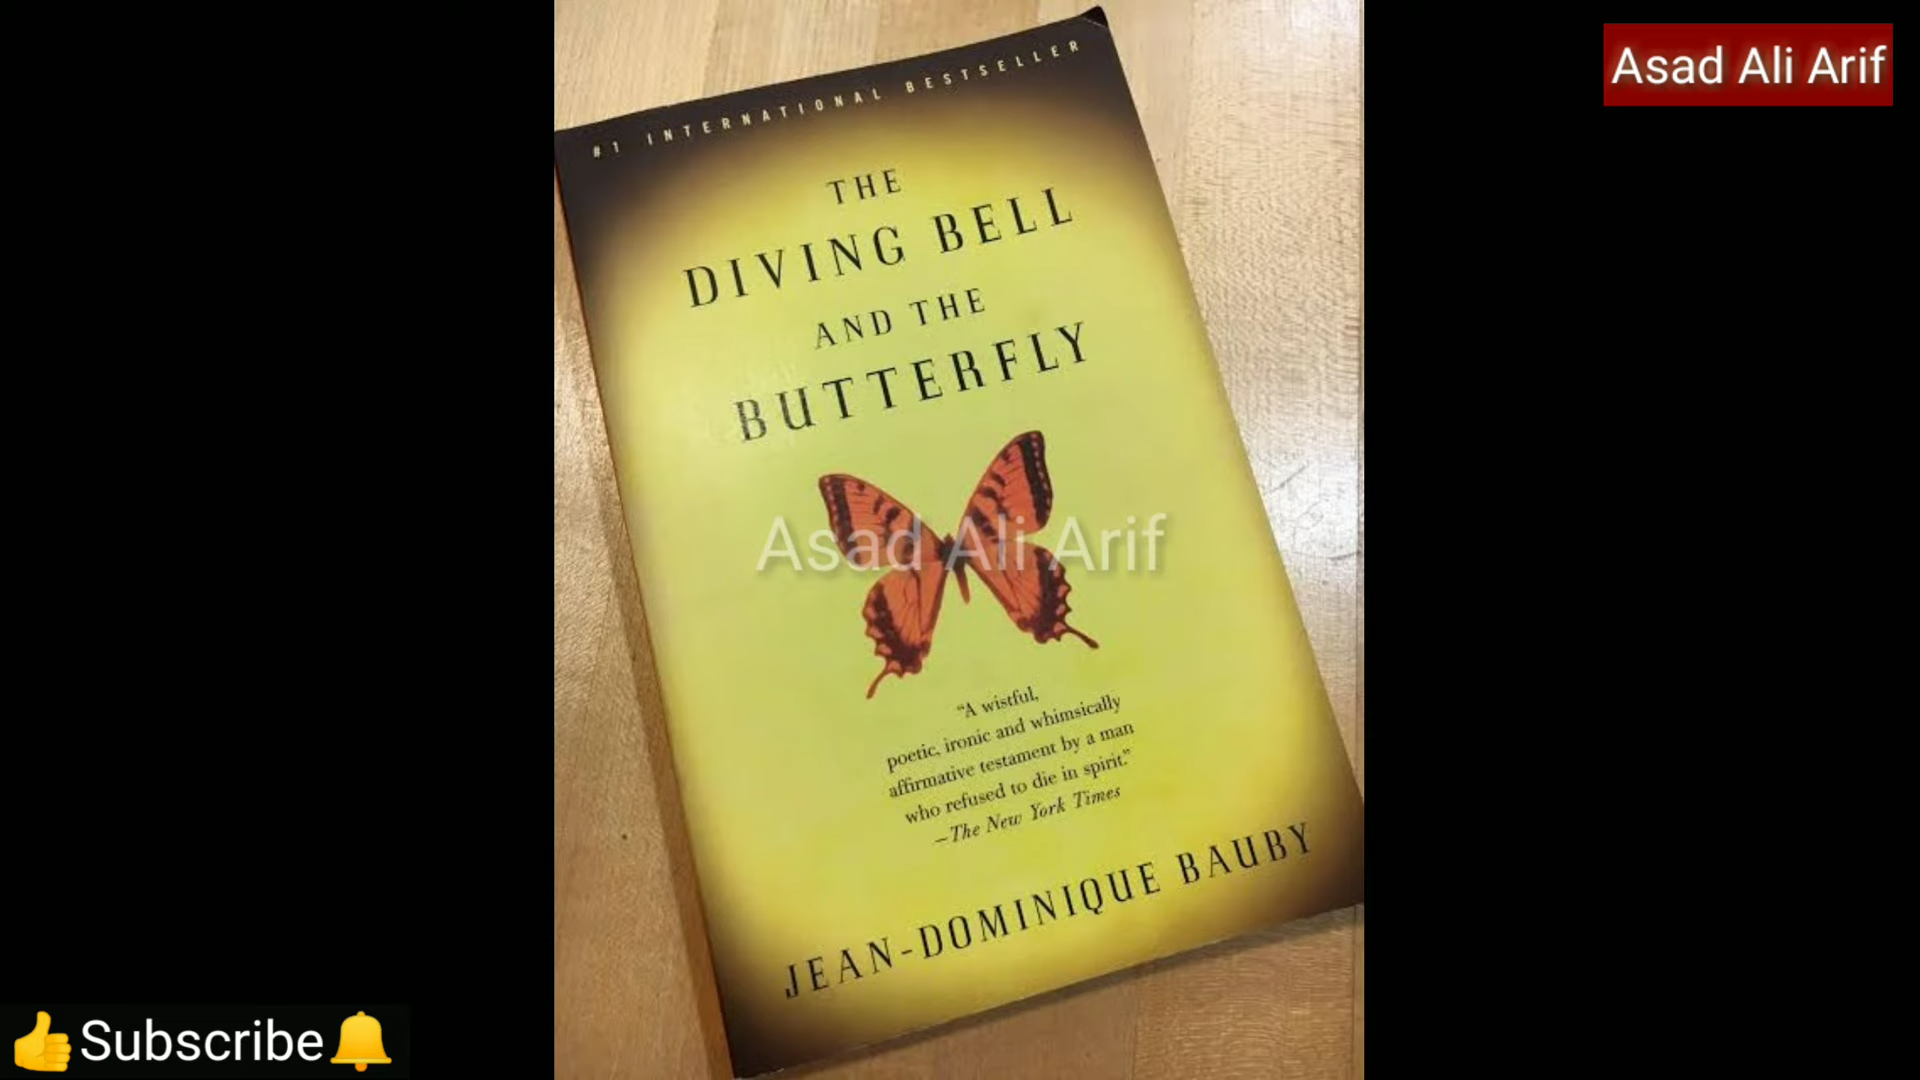 Asad Ali Arif
#1 INTERNATIONAL BESTSELLER
THE
DIVING BELL
AND THE
BUTTERFLY
Asad Ali Arif
“A wistful,
poetic, ironic and whimsically
affirmative testament by a man
who refused to die in spirit.”
—The New York Times
JEAN-DOMINIQUE BAUBY
👍Subscribe🔔